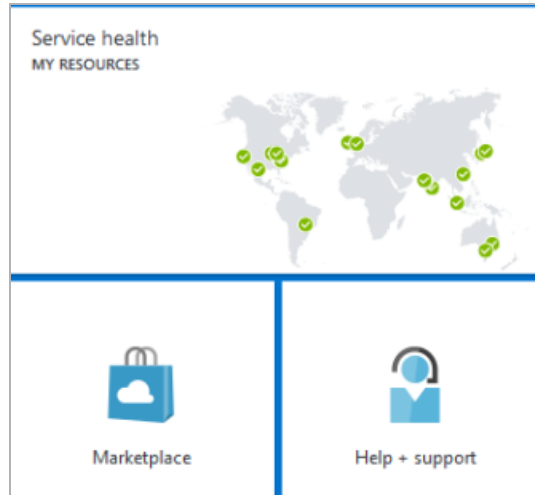 Service health
MY RESOURCES
Marketplace
Help + support